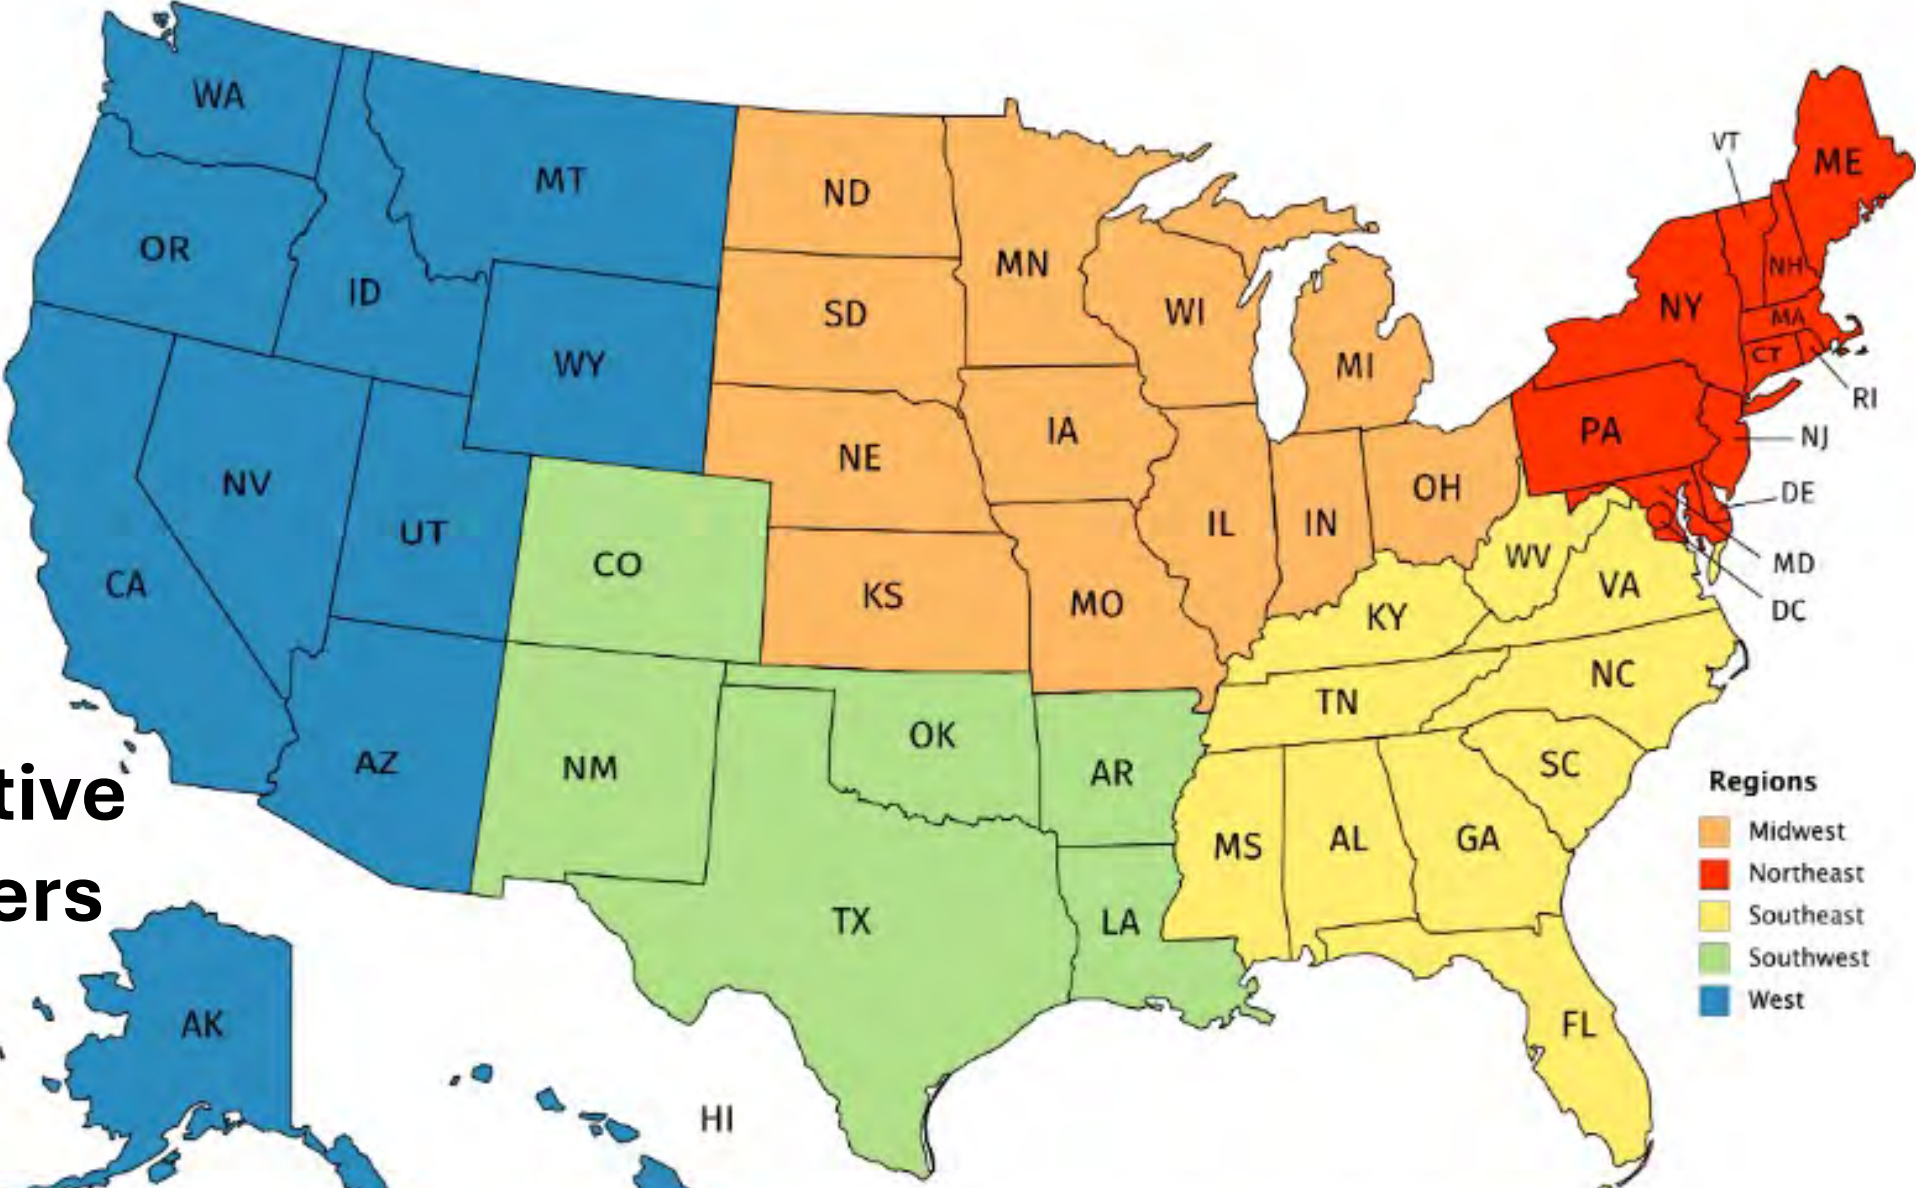 WA
MT
ND
MN
VT
ME
OR
ID
SD
WI
MI
NY
NH
MA
CT
RI
WY
NE
IA
PA
NJ
NV
UT
CO
KS
MO
IL
IN
OH
DE
MD
DC
CA
WV
VA
KY
NC
TN
SC
AZ
NM
OK
AR
MS
AL
GA
TX
LA
FL
AK
HI
tive
ers
Regions
Midwest
Northeast
Southeast
Southwest
West